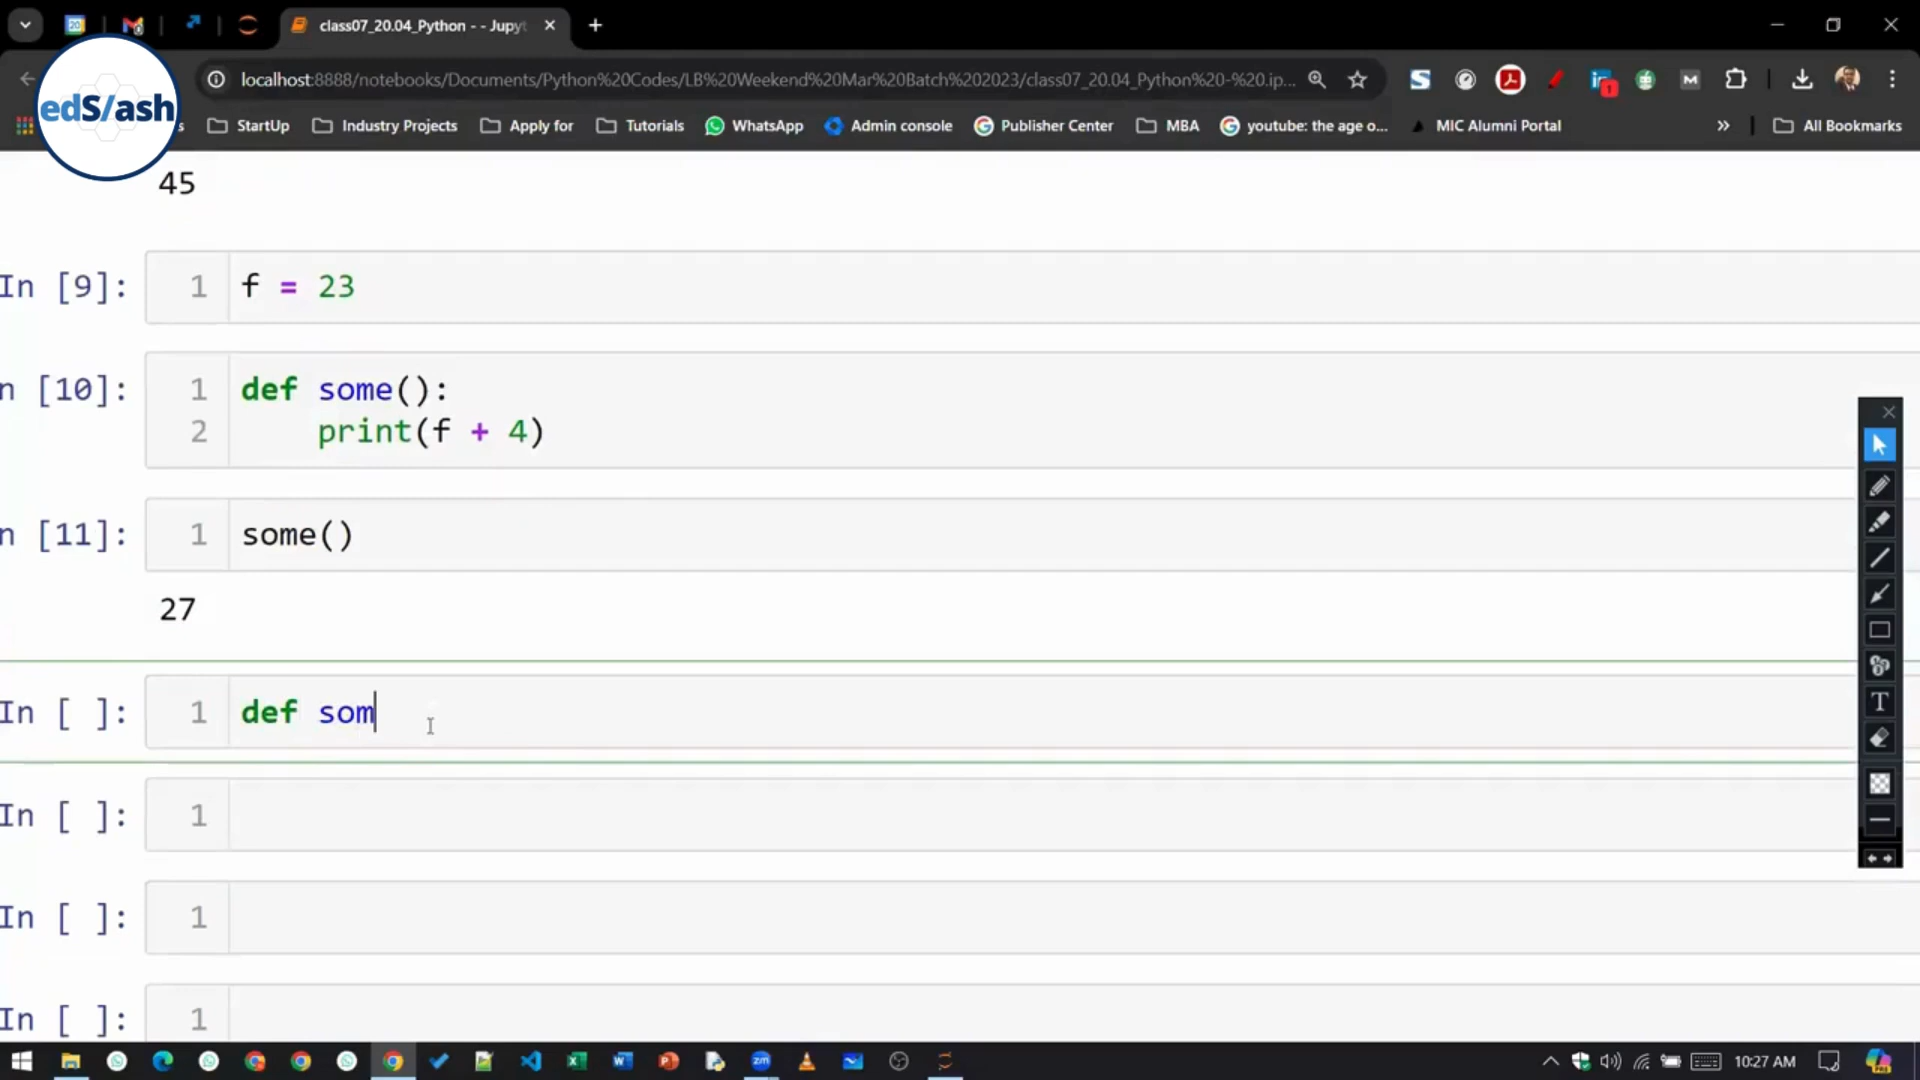 class07_20.04_Python - - Jupyt
localhost:8888/notebooks/Documents/Python%20Codes/LB%20Weekend%20Mar%20Batch%202023/class07_20.04_Python%20-%20.ip...
edS/ash
StartUp Industry Projects Apply for Tutorials WhatsApp Admin console Publisher Center MBA youtube: the age o... MIC Alumni Portal » All Bookmarks
45
In [9]: 1 f = 23
n [10]: 1 def some():
2 print(f + 4)
n [11]: 1 some()
27
In [ ]: 1 def som
In [ ]: 1
In [ ]: 1
In [ ]: 1
10:27 AM